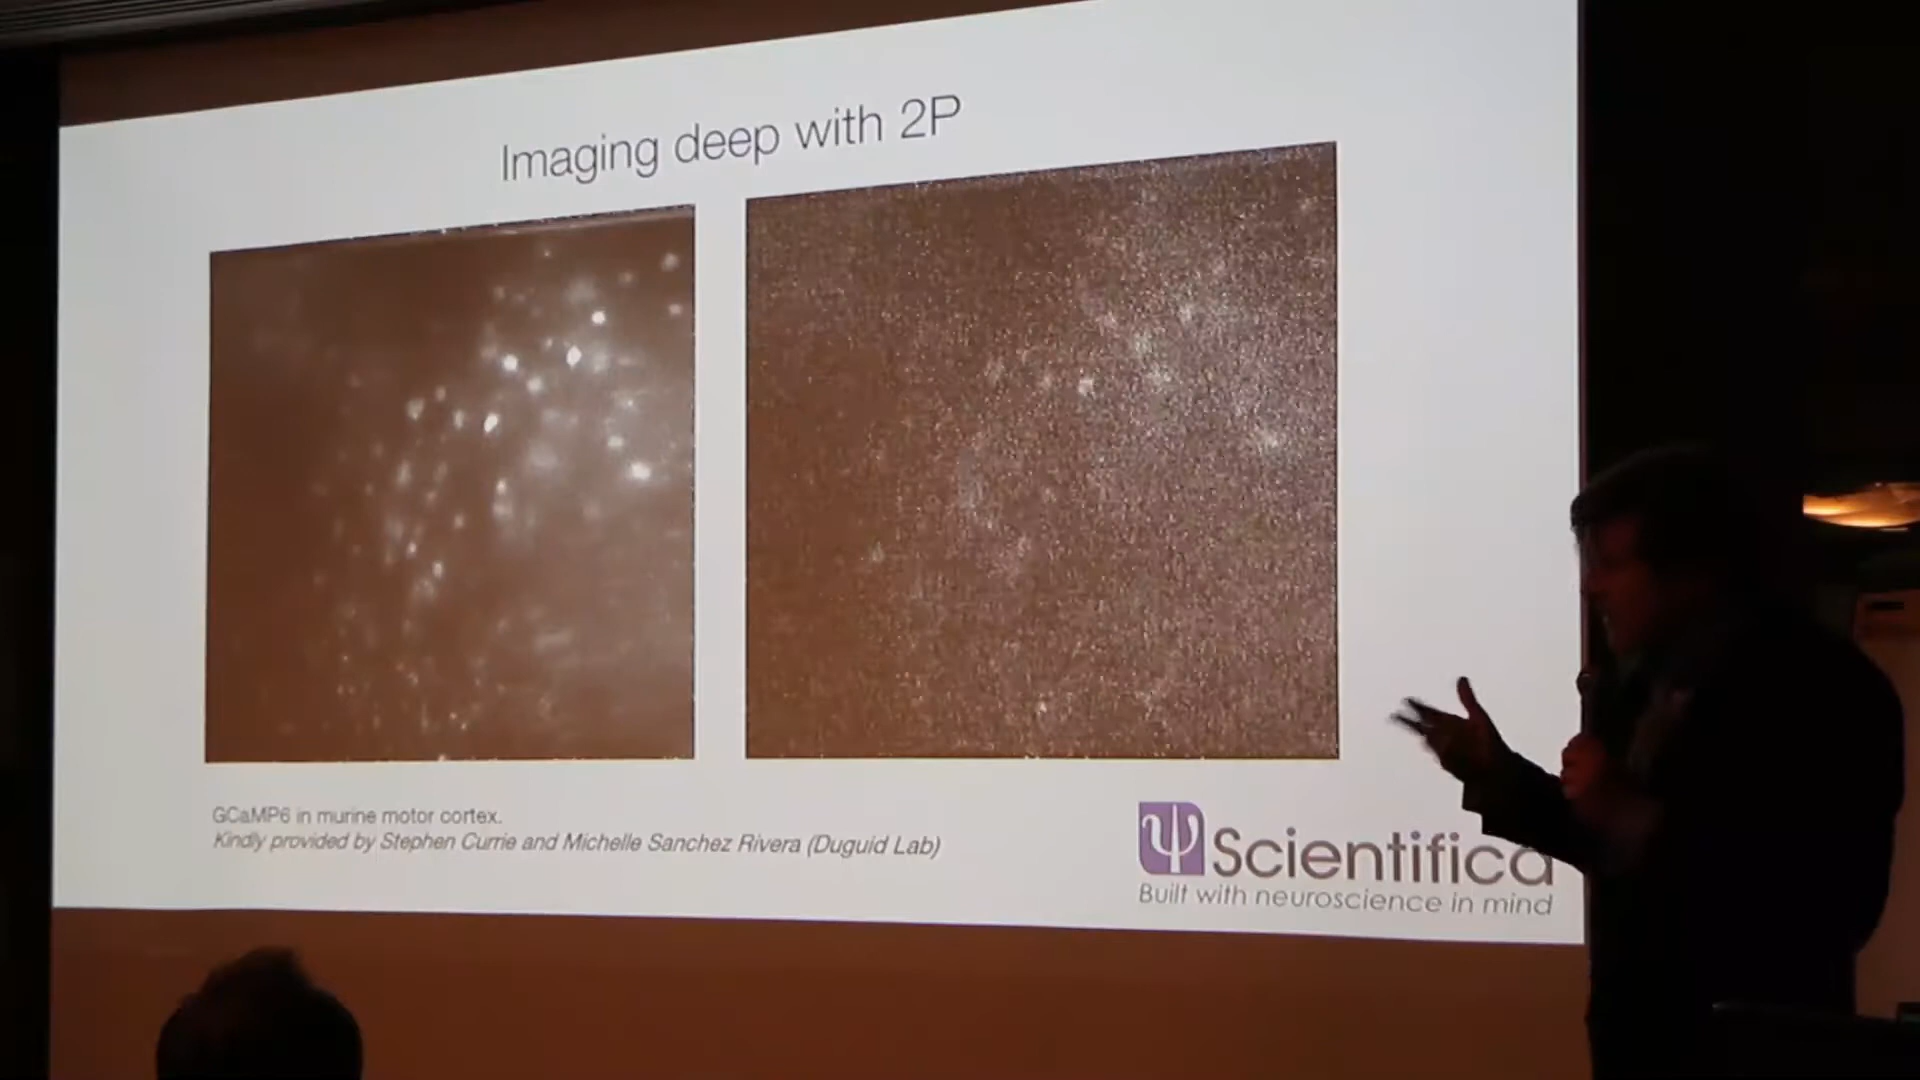 Imaging deep with 2P
GCaMP6 in murine motor cortex.
Kindly provided by Stephen Currie and Michelle Sanchez Rivera (Duguid Lab)
Scientifica
Built with neuroscience in mind